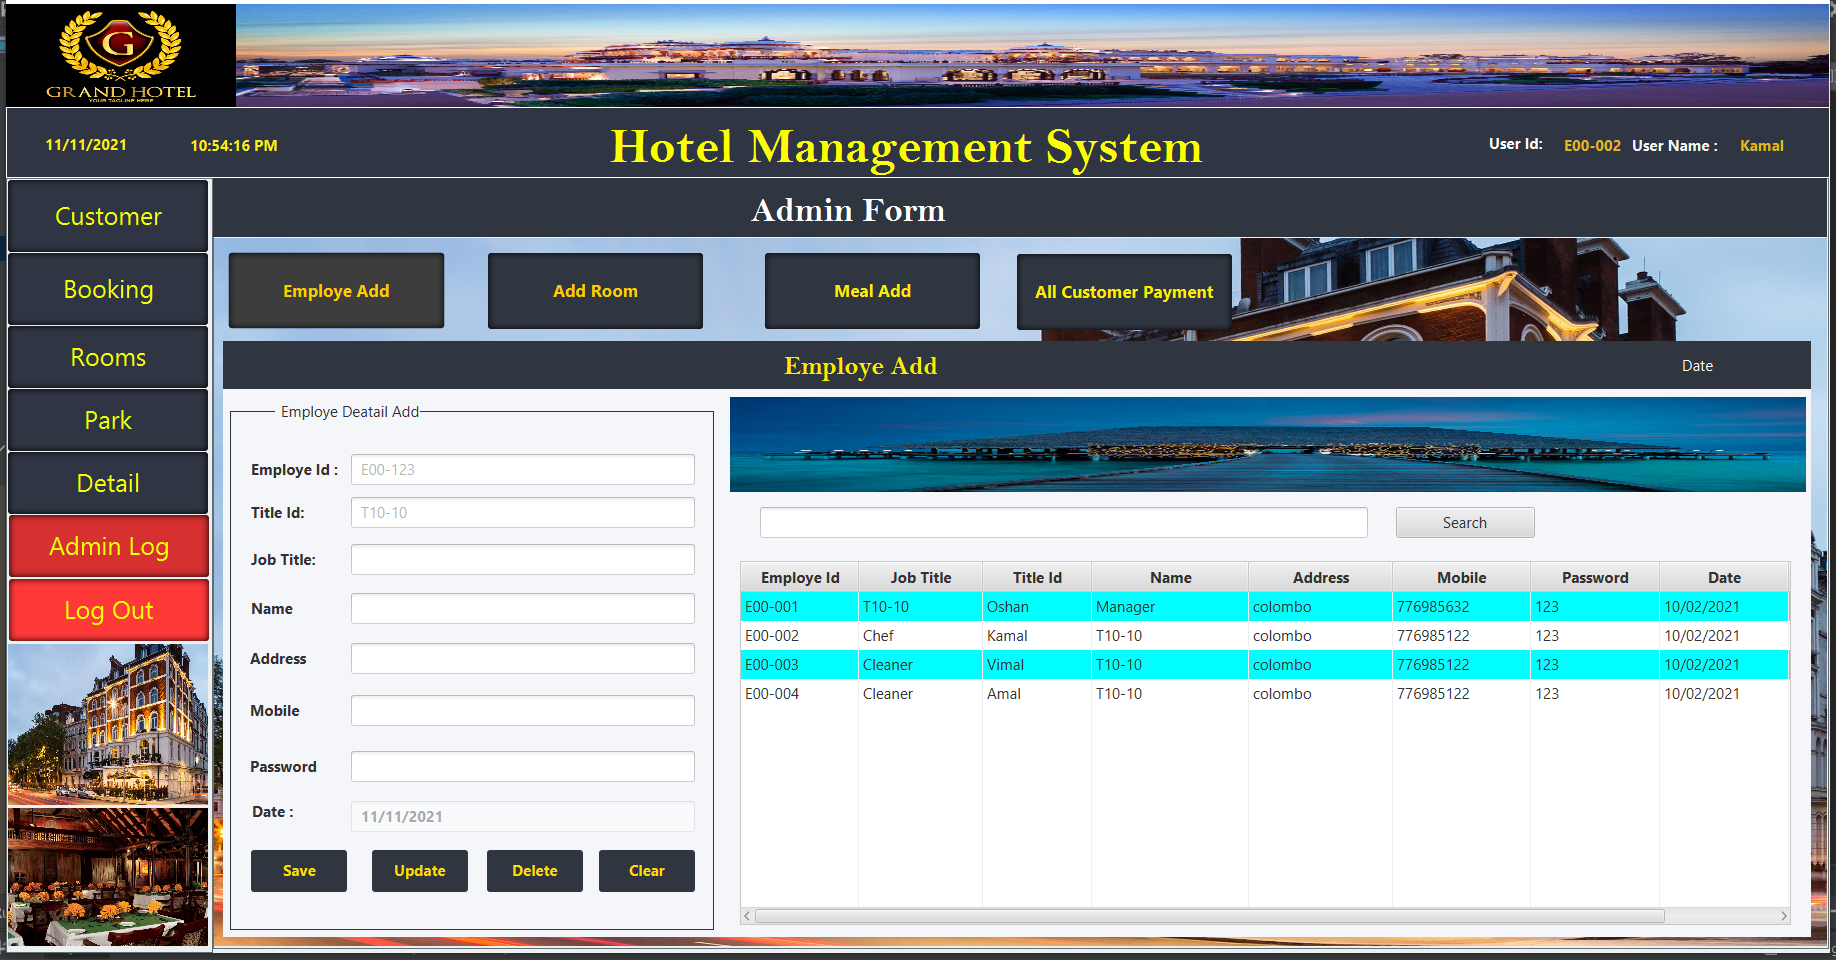 G
GRAND HOTEL
YOUR TAGLINE HERE
11/11/2021 10:54:16 PM Hotel Management System User Id: E00-002 User Name : Kamal
Customer
Booking
Rooms
Park
Detail
Admin Log
Log Out
Admin Form
Employe Add Add Room Meal Add All Customer Payment
Employe Add Date
Employe Deatail Add
Employe Id : E00-123
Title Id: T10-10
Job Title:
Name
Address
Mobile
Password
Date : 11/11/2021
Save Update Delete Clear
Search
Employe Id Job Title Title Id Name Address Mobile Password Date
E00-001 T10-10 Oshan Manager colombo 776985632 123 10/02/2021
E00-002 Chef Kamal T10-10 colombo 776985122 123 10/02/2021
E00-003 Cleaner Vimal T10-10 colombo 776985122 123 10/02/2021
E00-004 Cleaner Amal T10-10 colombo 776985122 123 10/02/2021